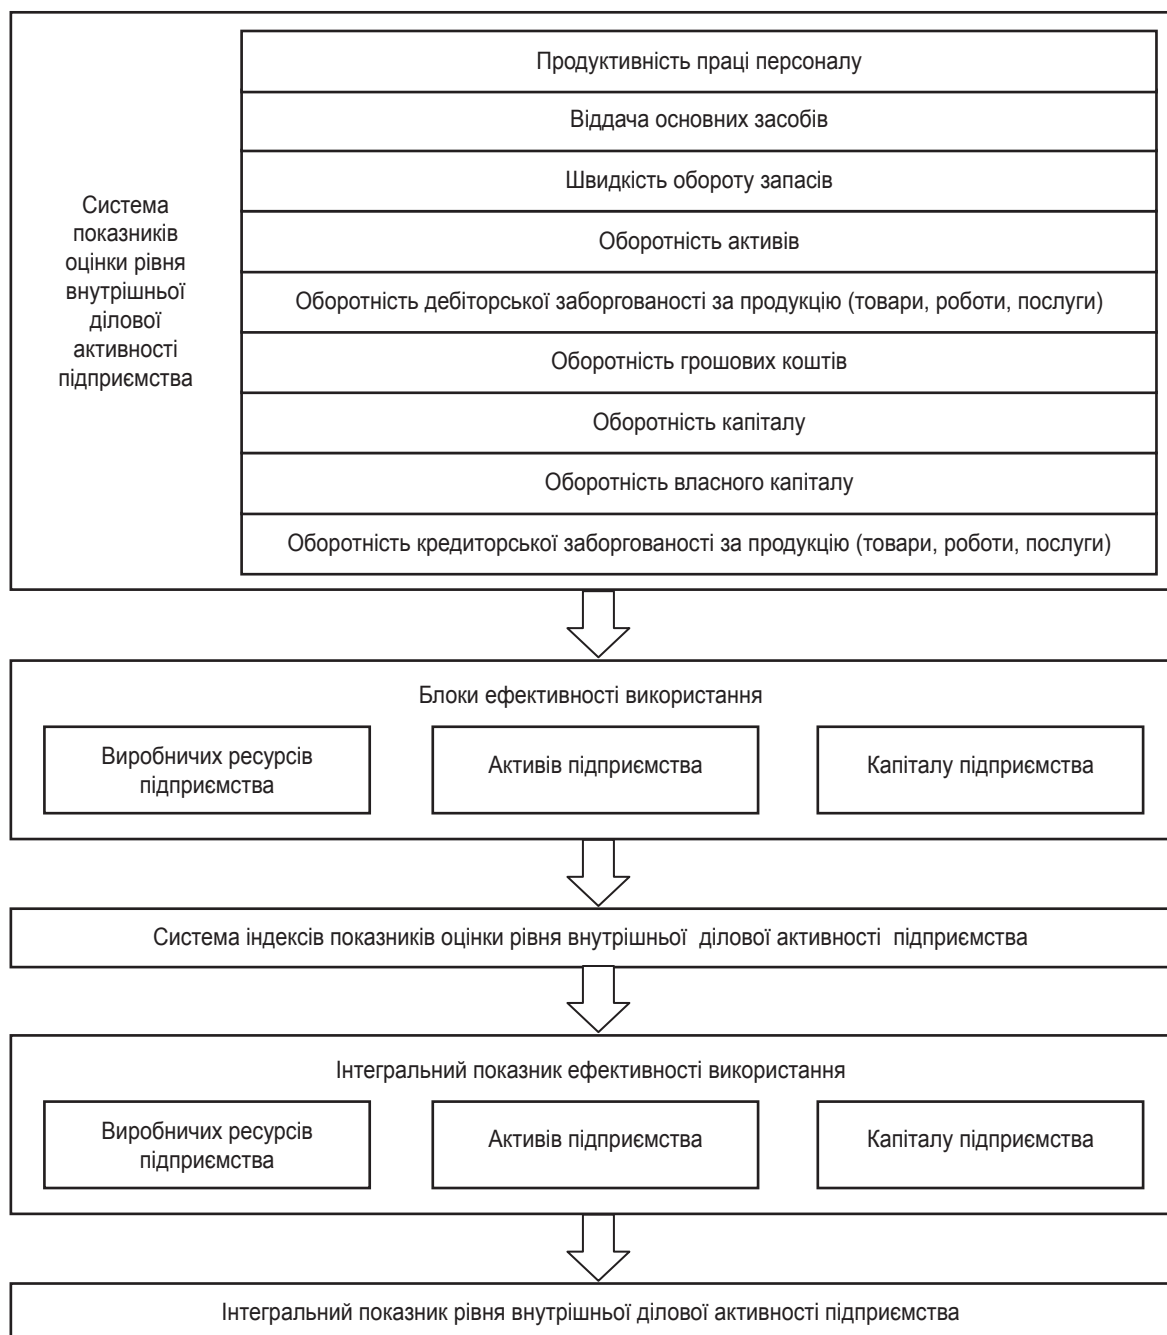 Система
показників
оцінки рівня
внутрішньої
ділової
активності
підприємства
Продуктивність праці персоналу
Віддача основних засобів
Швидкість обороту запасів
Оборотність активів
Оборотність дебіторської заборгованості за продукцію (товари, роботи, послуги)
Оборотність грошових коштів
Оборотність капіталу
Оборотність власного капіталу
Оборотність кредиторської заборгованості за продукцію (товари, роботи, послуги)
Блоки ефективності використання
Виробничих ресурсів
підприємства
Активів підприємства
Капіталу підприємства
Система індексів показників оцінки рівня внутрішньої ділової активності підприємства
Інтегральний показник ефективності використання
Виробничих ресурсів
підприємства
Активів підприємства
Капіталу підприємства
Інтегральний показник рівня внутрішньої ділової активності підприємства